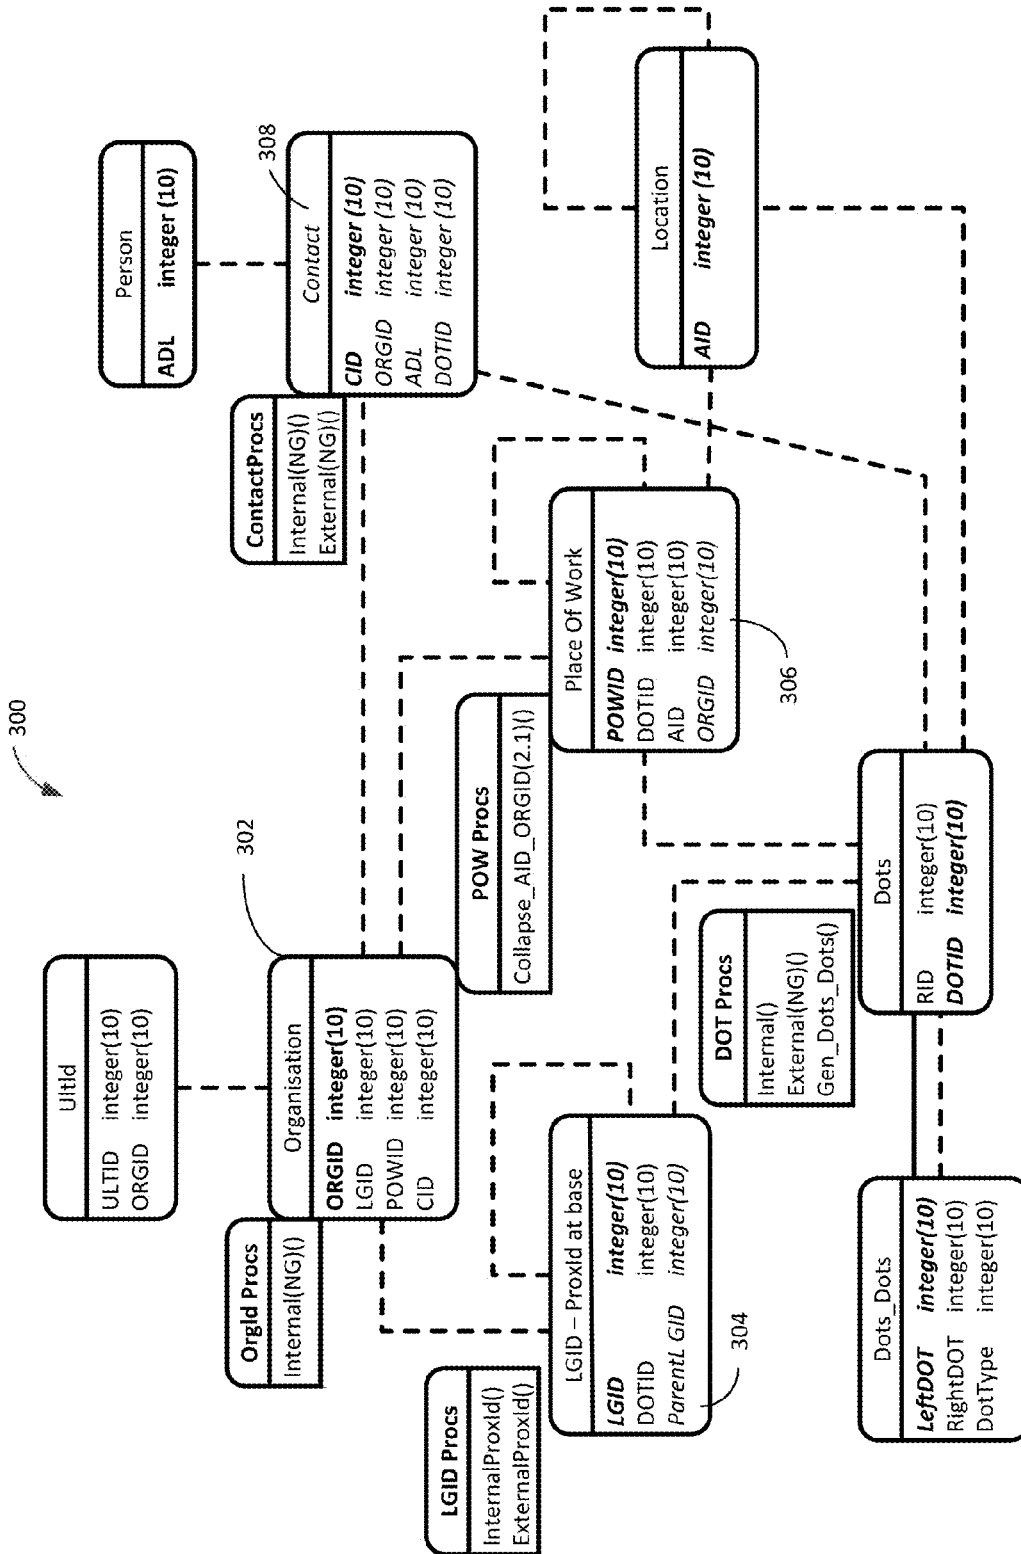 300
UltId
ULTID integer(10)
ORGID integer(10)
302
OrgId Procs
Internal(NG)()
Organisation
ORGID integer(10)
LGID integer(10)
POWID integer(10)
CID integer(10)
Person
ADL integer (10)
ContactProcs
Internal(NG)()
External(NG)()
308
Contact
CID integer (10)
ORGID integer (10)
ADL integer (10)
DOTID integer (10)
LGID Procs
InternalProxId()
ExternalProxId()
LGID – ProxId at base
LGID integer(10)
DOTID integer(10)
ParentL GID integer(10)
304
POW Procs
Collapse_AID_ORGID(2.1)()
Place Of Work
POWID integer(10)
DOTID integer(10)
AID integer(10)
ORGID integer(10)
306
Location
AID integer (10)
DOT Procs
Internal()
External(NG)()
Gen_Dots_Dots()
Dots_Dots
LeftDOT integer(10)
RightDOT integer(10)
DotType integer(10)
Dots
RID integer(10)
DOTID integer(10)